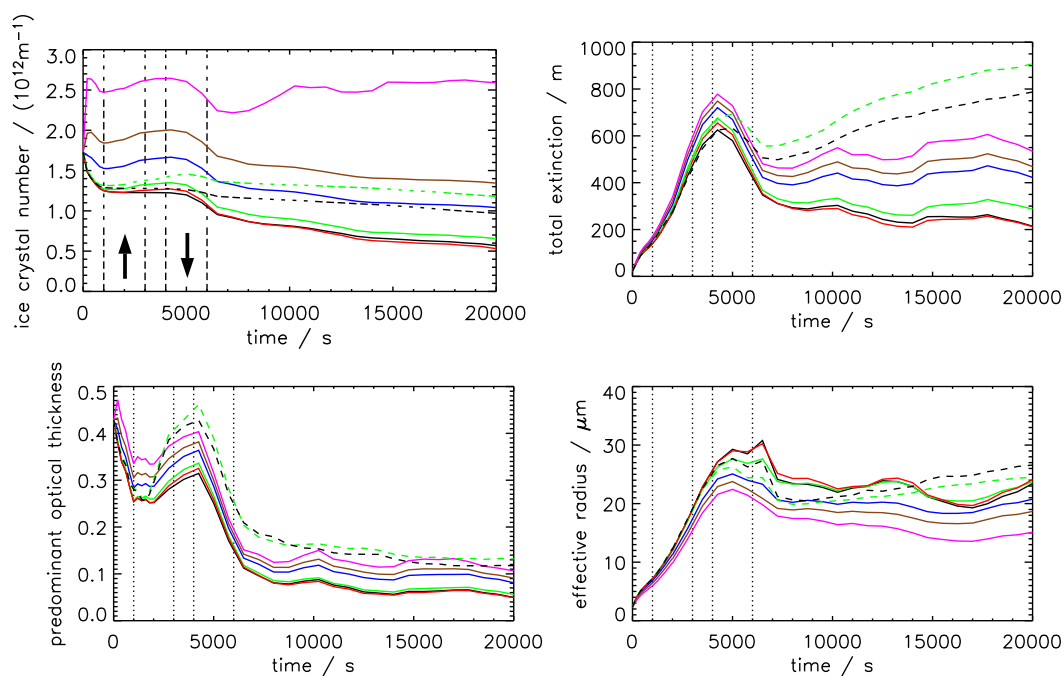 ice crystal number / (10¹²m⁻¹)
3.0
2.5
2.0
1.5
1.0
0.5
0.0
0 5000 10000 15000 20000
time / s
total extinction / m
1000
800
600
400
200
0
0 5000 10000 15000 20000
time / s
predominant optical thickness
0.5
0.4
0.3
0.2
0.1
0.0
0 5000 10000 15000 20000
time / s
effective radius / μm
40
30
20
10
0
0 5000 10000 15000 20000
time / s